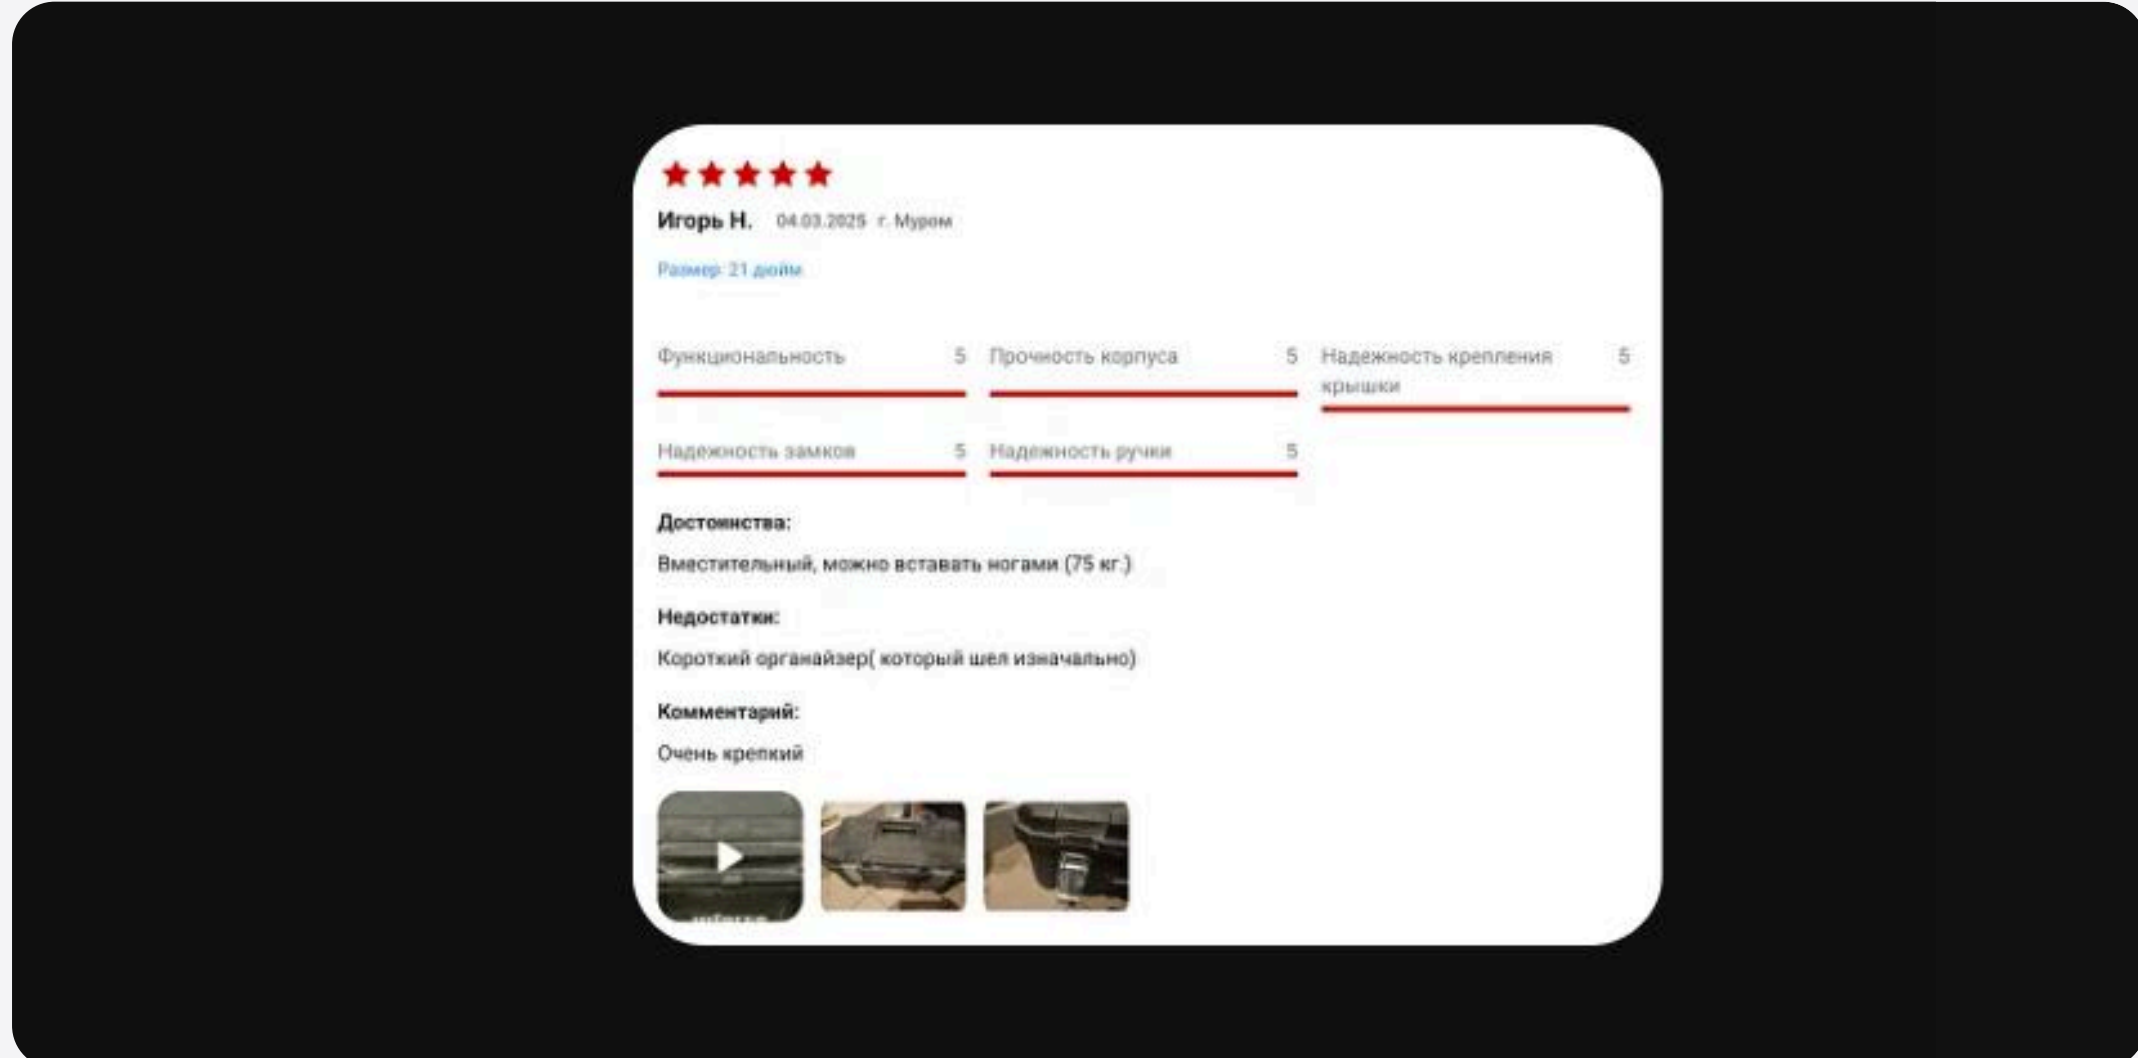 Игорь Н. 04.03.2025 г. Муром
Размер: 21 дюйм
Функциональность 5 Прочность корпуса 5 Надежность крепления крышки 5
Надежность замков 5 Надежность ручки 5
Достоинства:
Вместительный, можно вставать ногами (75 кг.)
Недостатки:
Короткий органайзер( который шел изначально)
Комментарий:
Очень крепкий